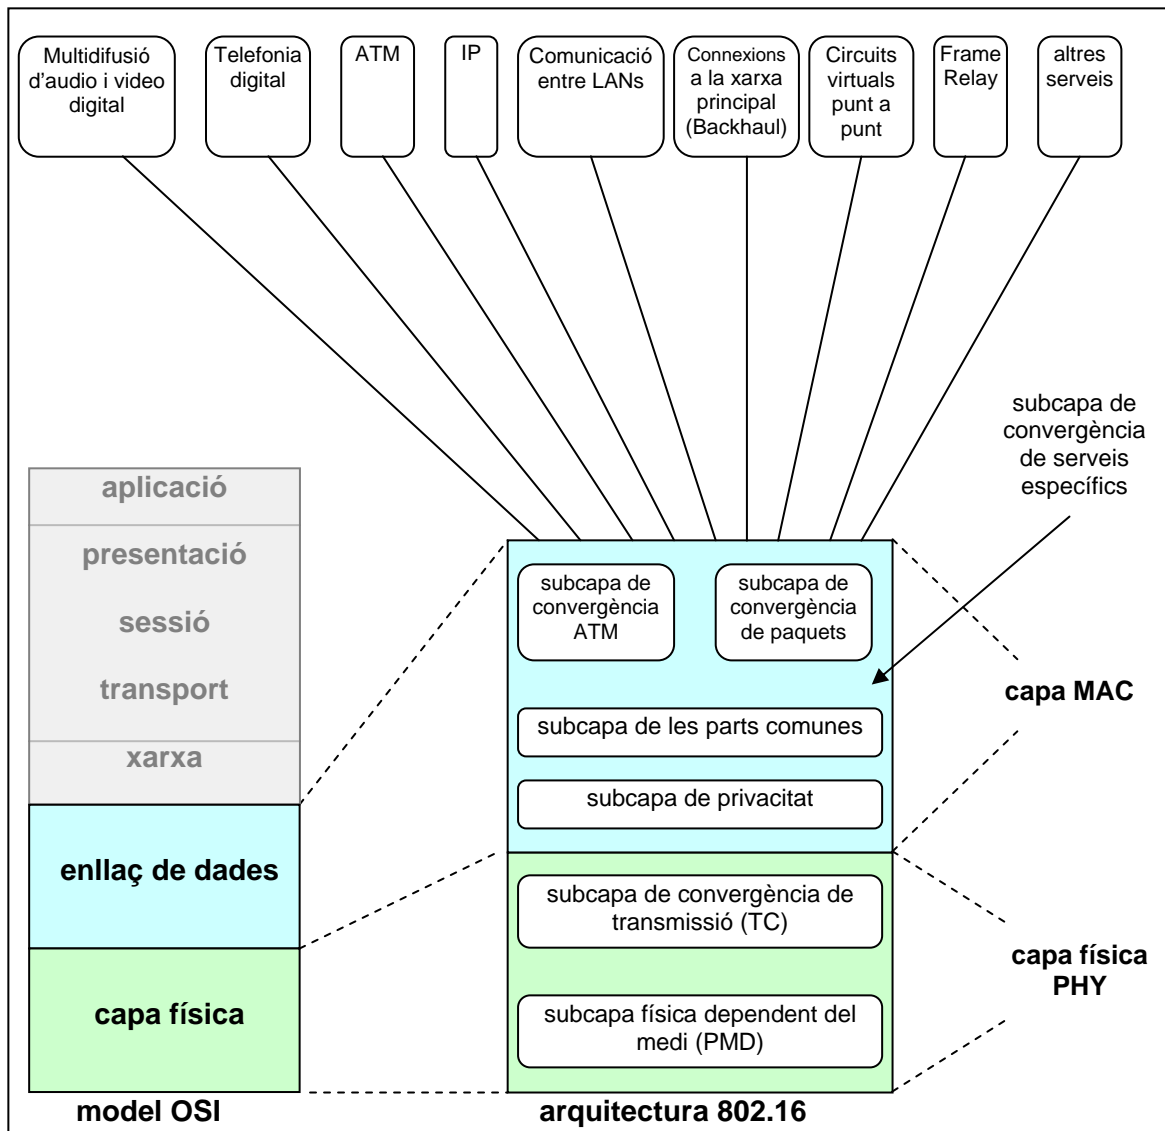 Multidifusió
d'audio i video
digital
Telefonia
digital
ATM
IP
Comunicació
entre LANs
Connexions
a la xarxa
principal
(Backhaul)
Circuits
virtuals
punt a
punt
Frame
Relay
altres
serveis
subcapa de
convergència
de serveis
específics
aplicació
presentació
sessió
transport
xarxa
enllaç de dades
capa física
model OSI
subcapa de
convergència
ATM
subcapa de
convergència
de paquets
subcapa de les parts comunes
subcapa de privacitat
subcapa de convergència de
transmissió (TC)
subcapa física dependent del
medi (PMD)
arquitectura 802.16
capa MAC
capa física
PHY